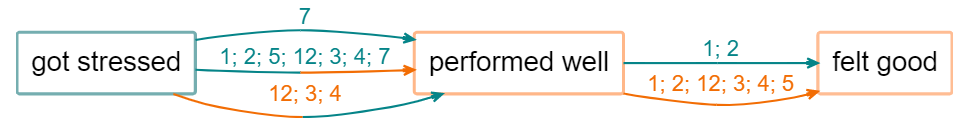 7
got stressed
1; 2; 5; 12; 3; 4; 7
12; 3; 4
performed well
1; 2
1; 2; 12; 3; 4; 5
felt good